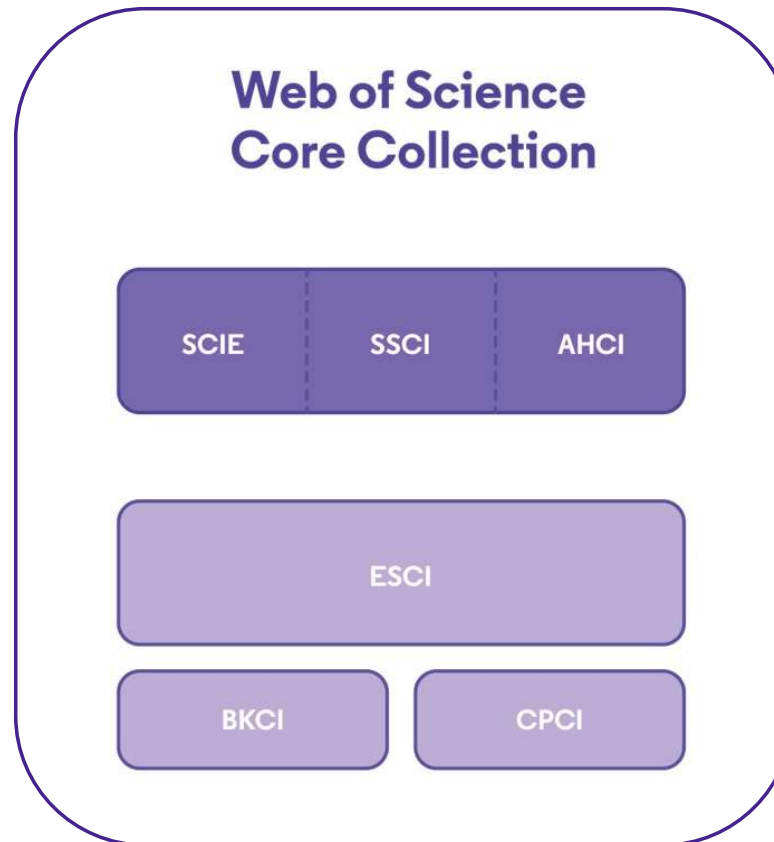 Web of Science
Core Collection
SCIE SSCI AHCI
ESCI
BKCI CPCI